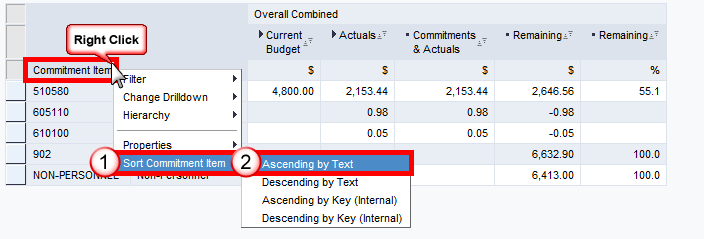 Overall Combined
Right Click
Current Budget Actuals Commitments & Actuals Remaining Remaining
Commitment Item $ $ $ $ %
Filter
510580 4,800.00 2,153.44 2,153.44 2,646.56 55.1
Change Drilldown
605110 0.98 0.98 -0.98
Hierarchy
610100 0.05 0.05 -0.05
Properties
902 6,632.90 100.0
1 Sort Commitment Item 2 Ascending by Text
NON-PERSONNEL Non-Personnel 6,413.00 100.0
Descending by Text
Ascending by Key (Internal)
Descending by Key (Internal)